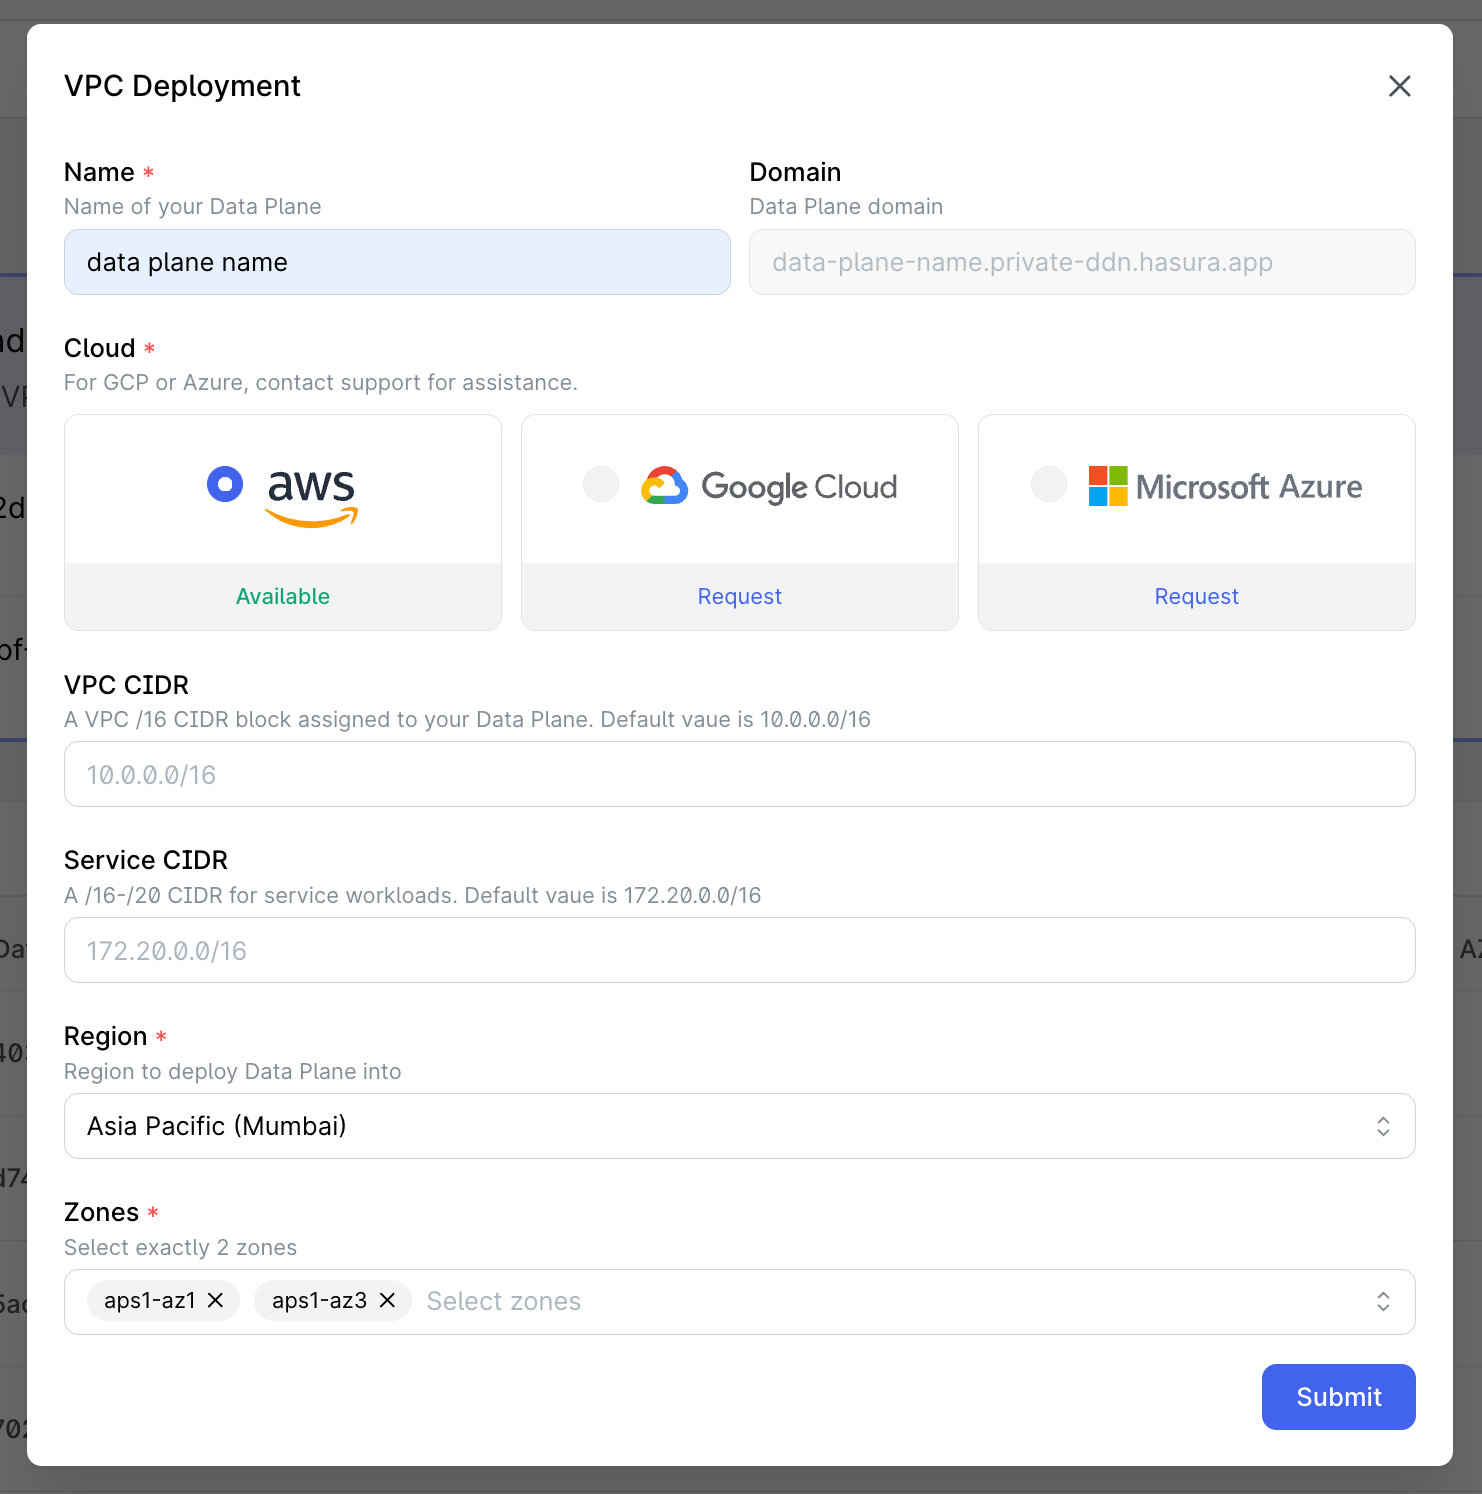 VPC Deployment
Name *
Name of your Data Plane
data plane name
Domain
Data Plane domain
data-plane-name.private-ddn.hasura.app
Cloud *
For GCP or Azure, contact support for assistance.
aws
Available
Google Cloud
Request
Microsoft Azure
Request
VPC CIDR
A VPC /16 CIDR block assigned to your Data Plane. Default vaue is 10.0.0.0/16
10.0.0.0/16
Service CIDR
A /16-/20 CIDR for service workloads. Default vaue is 172.20.0.0/16
172.20.0.0/16
Region *
Region to deploy Data Plane into
Asia Pacific (Mumbai)
Zones *
Select exactly 2 zones
aps1-az1 aps1-az3 Select zones
Submit